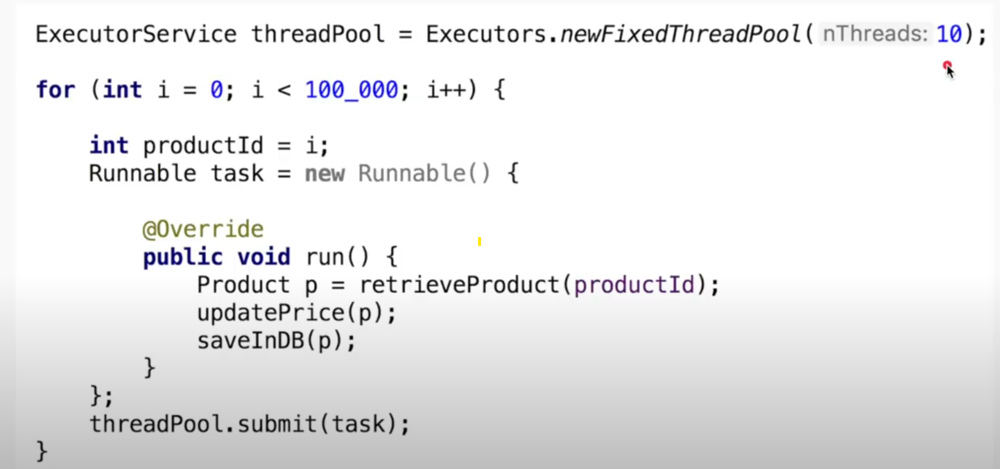 ExecutorService threadPool = Executors.newFixedThreadPool( nThreads: 10);
for (int i = 0; i < 100_000; i++) {
int productId = i;
Runnable task = new Runnable() {
@Override
public void run() {
Product p = retrieveProduct(productId);
updatePrice(p);
saveInDB(p);
}
};
threadPool.submit(task);
}